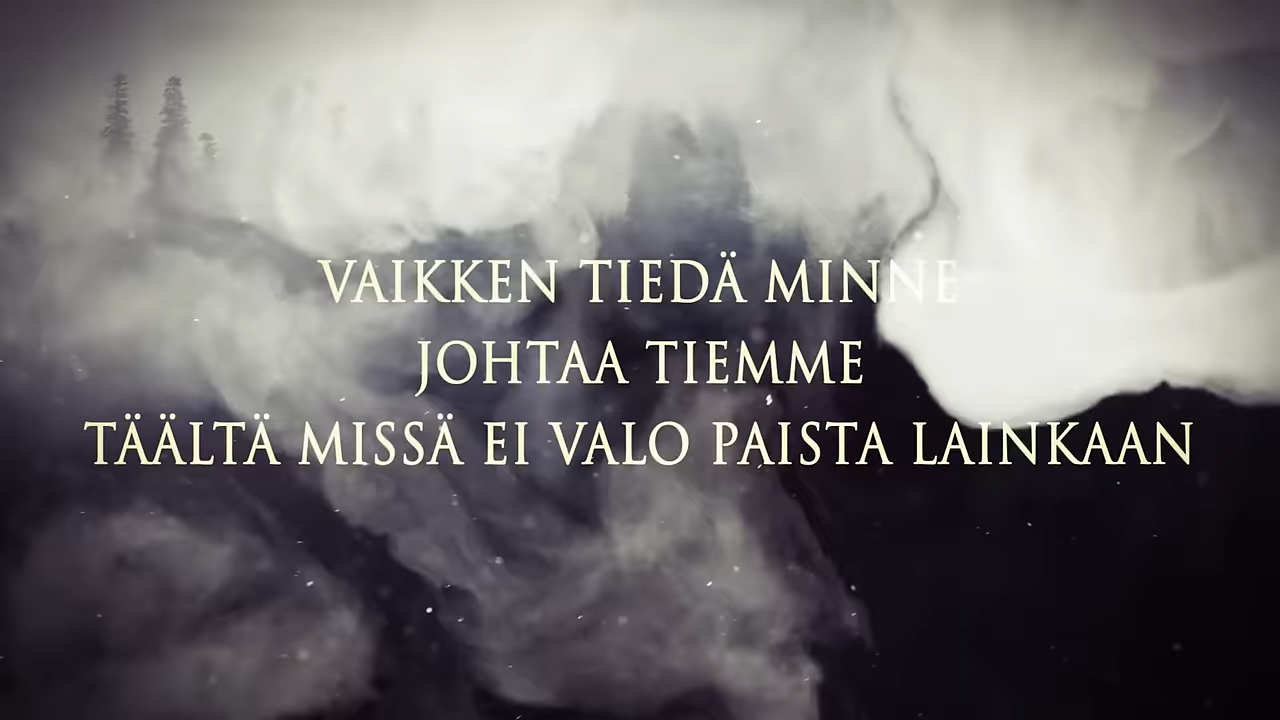 VAIKKEN TIEDÄ MINNE
JOHTAA TIEMME
TÄÄLTÄ MISSÄ EI VALO PAISTA LAINKAAN